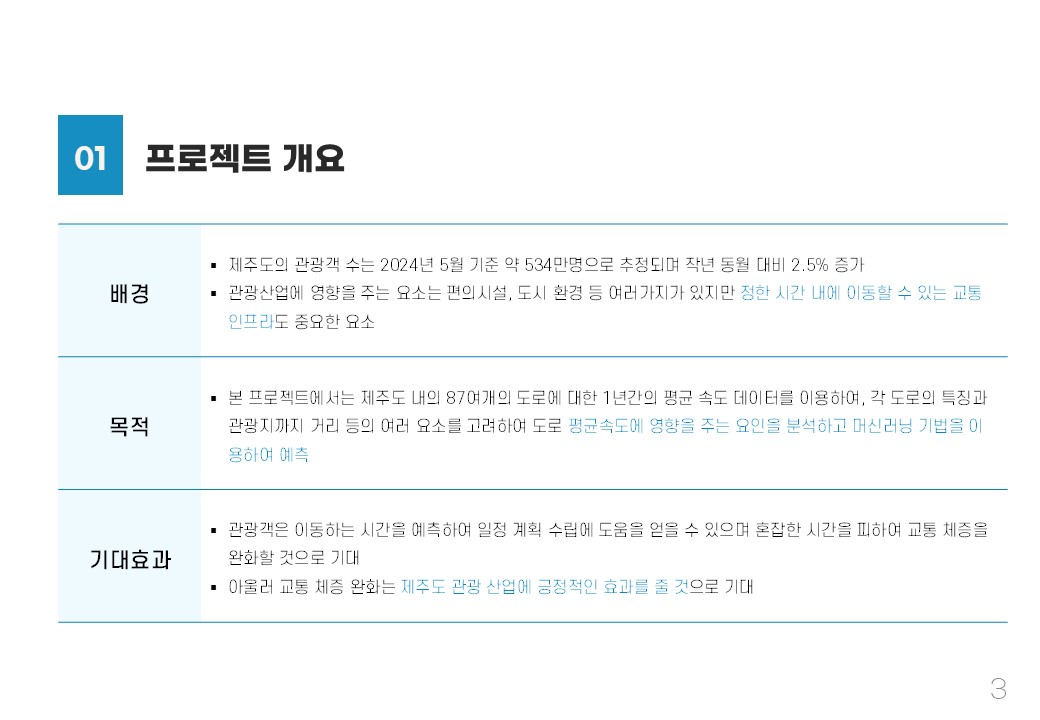 01 프로젝트 개요
배경
▪ 제주도의 관광객 수는 2024년 5월 기준 약 534만명으로 추정되며 작년 동월 대비 2.5% 증가
▪ 관광산업에 영향을 주는 요소는 편의시설, 도시 환경 등 여러가지가 있지만 정한 시간 내에 이동할 수 있는 교통
인프라도 중요한 요소
목적
▪ 본 프로젝트에서는 제주도 내의 87여개의 도로에 대한 1년간의 평균 속도 데이터를 이용하여, 각 도로의 특징과
관광지까지 거리 등의 여러 요소를 고려하여 도로 평균속도에 영향을 주는 요인을 분석하고 머신러닝 기법을 이
용하여 예측
기대효과
▪ 관광객은 이동하는 시간을 예측하여 일정 계획 수립에 도움을 얻을 수 있으며 혼잡한 시간을 피하여 교통 체증을
완화할 것으로 기대
▪ 아울러 교통 체증 완화는 제주도 관광 산업에 긍정적인 효과를 줄 것으로 기대
3